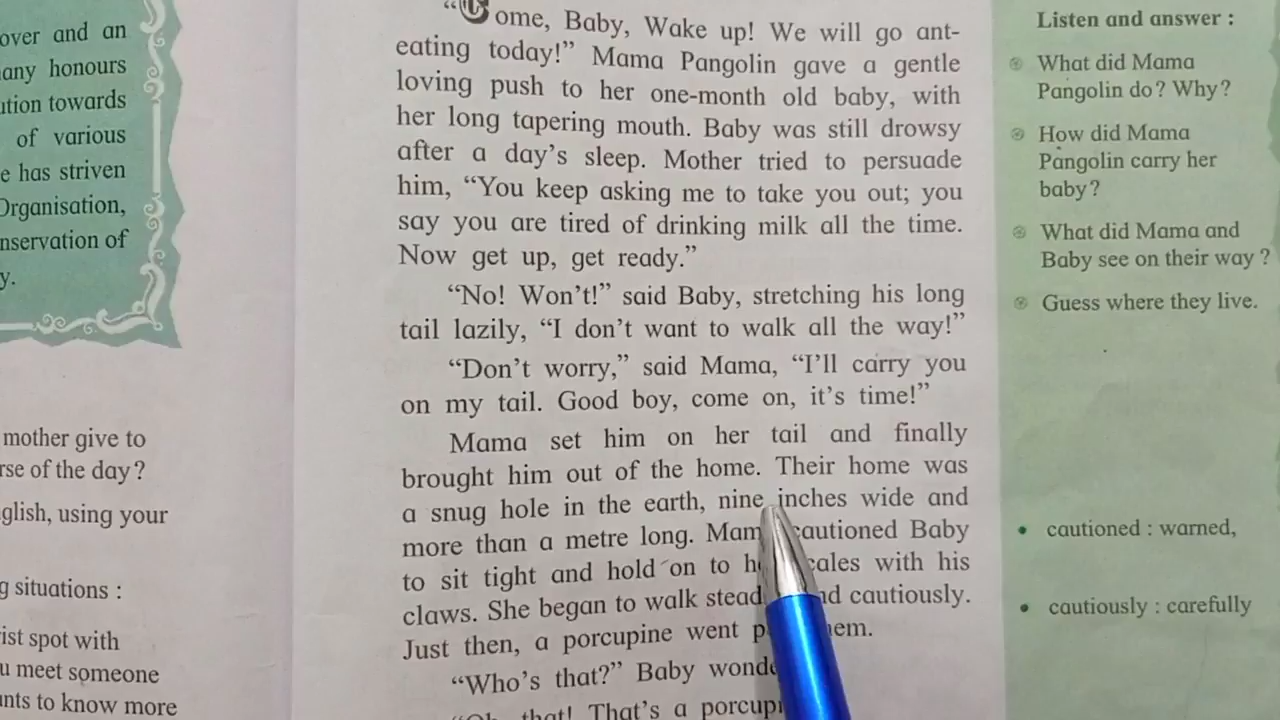 over and an
any honours
ution towards
of various
e has striven
Organisation,
nservation of
y.
mother give to
rse of the day?
glish, using your
g situations :
ist spot with
u meet someone
nts to know more
"Come, Baby, Wake up! We will go ant-
eating today!" Mama Pangolin gave a gentle
loving push to her one-month old baby, with
her long tapering mouth. Baby was still drowsy
after a day's sleep. Mother tried to persuade
him, "You keep asking me to take you out; you
say you are tired of drinking milk all the time.
Now get up, get ready."
"No! Won't!" said Baby, stretching his long
tail lazily, "I don't want to walk all the way!"
"Don't worry," said Mama, "I'll carry you
on my tail. Good boy, come on, it's time!"
Mama set him on her tail and finally
brought him out of the home. Their home was
a snug hole in the earth, nine inches wide and
more than a metre long. Mam cautioned Baby
to sit tight and hold on to h cales with his
claws. She began to walk stead nd cautiously.
Just then, a porcupine went p hem.
"Who's that?" Baby wonde
"Oh, that! That's a porcupi
Listen and answer :
What did Mama
Pangolin do? Why?
How did Mama
Pangolin carry her
baby?
What did Mama and
Baby see on their way?
Guess where they live.
• cautioned : warned,
• cautiously : carefully